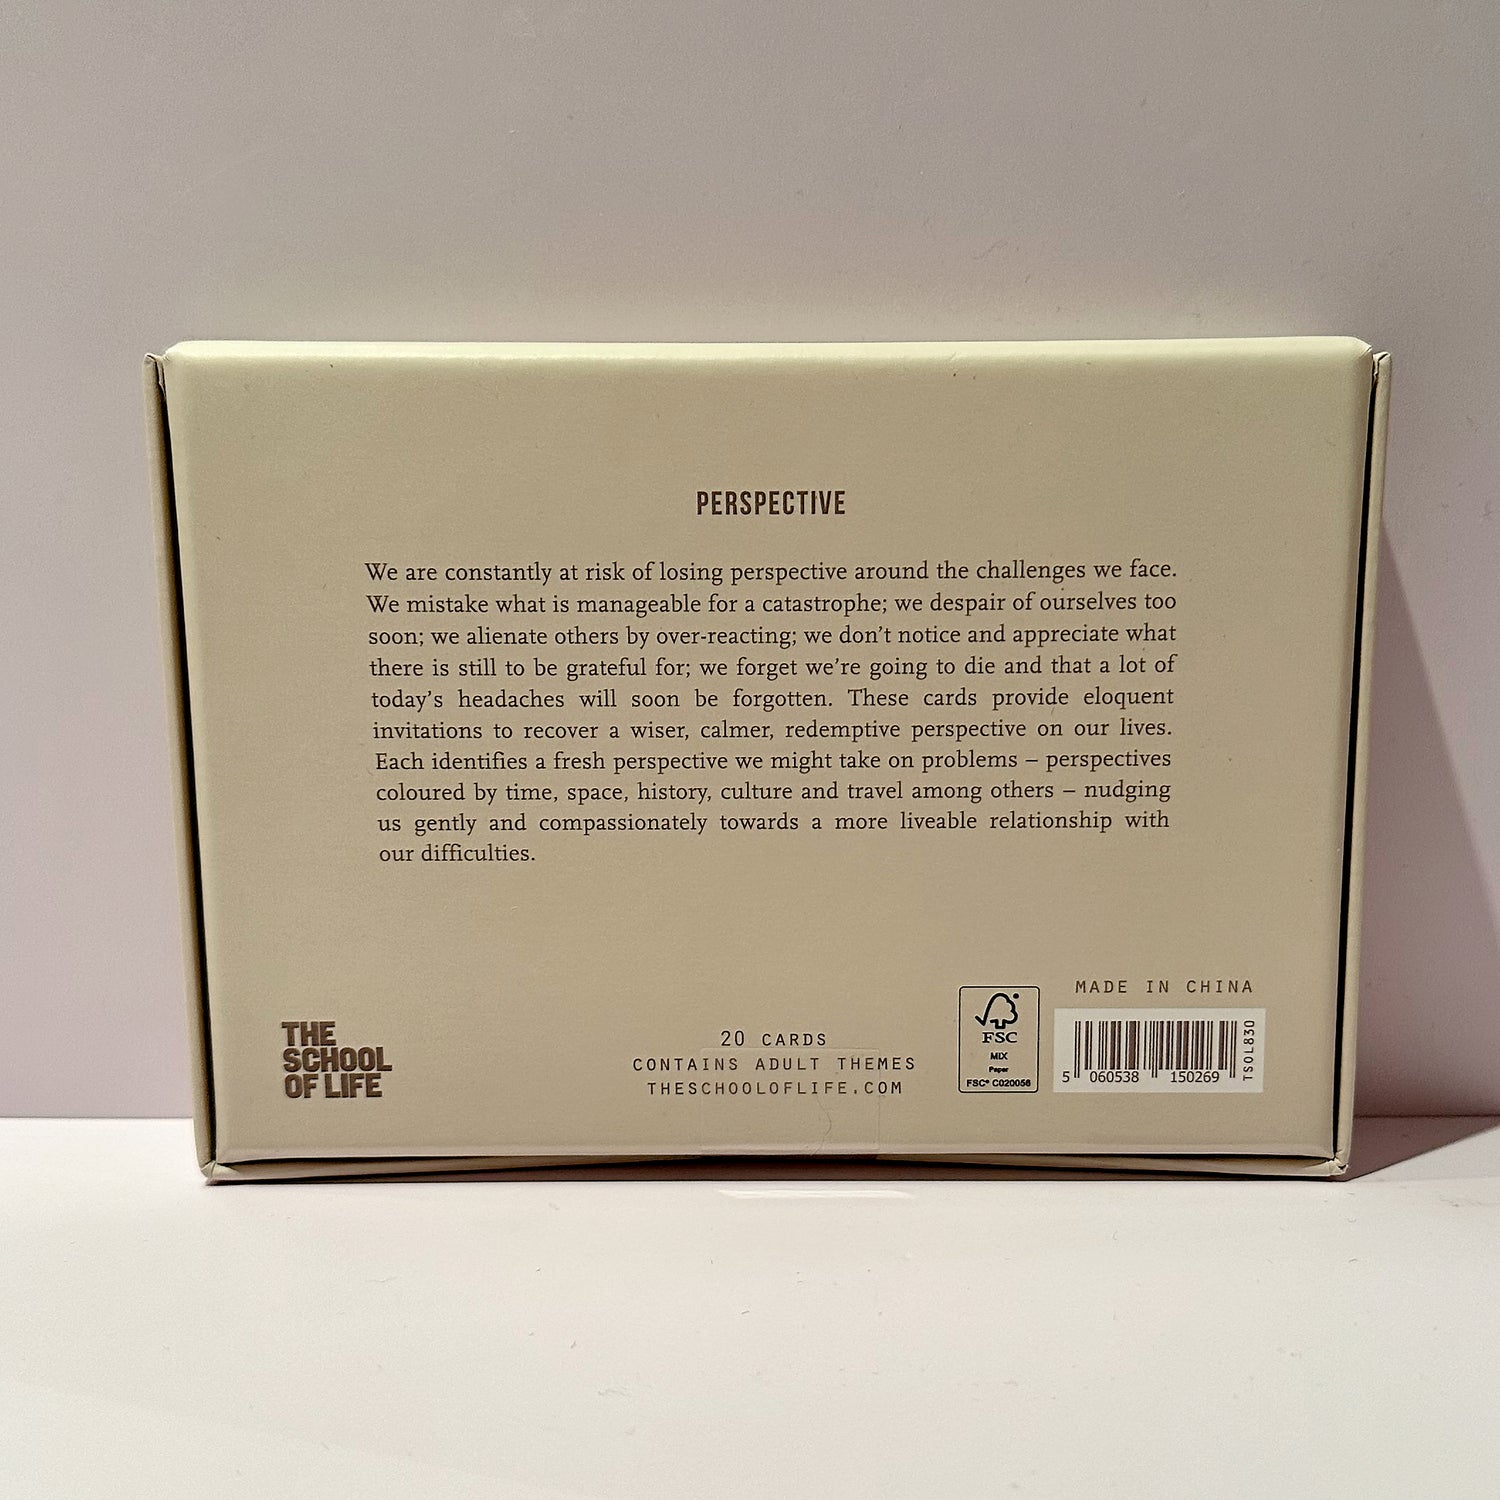 PERSPECTIVE
We are constantly at risk of losing perspective around the challenges we face.
We mistake what is manageable for a catastrophe; we despair of ourselves too
soon; we alienate others by over-reacting; we don't notice and appreciate what
there is still to be grateful for; we forget we're going to die and that a lot of
today's headaches will soon be forgotten. These cards provide eloquent
invitations to recover a wiser, calmer, redemptive perspective on our lives.
Each identifies a fresh perspective we might take on problems – perspectives
coloured by time, space, history, culture and travel among others – nudging
us gently and compassionately towards a more liveable relationship with
our difficulties.
THE
SCHOOL
OF LIFE
20 CARDS
CONTAINS ADULT THEMES
THESCHOOLOFLIFE.COM
FSC
MIX
Paper
FSC® C020056
MADE IN CHINA
5 060538 150269
TSOL830